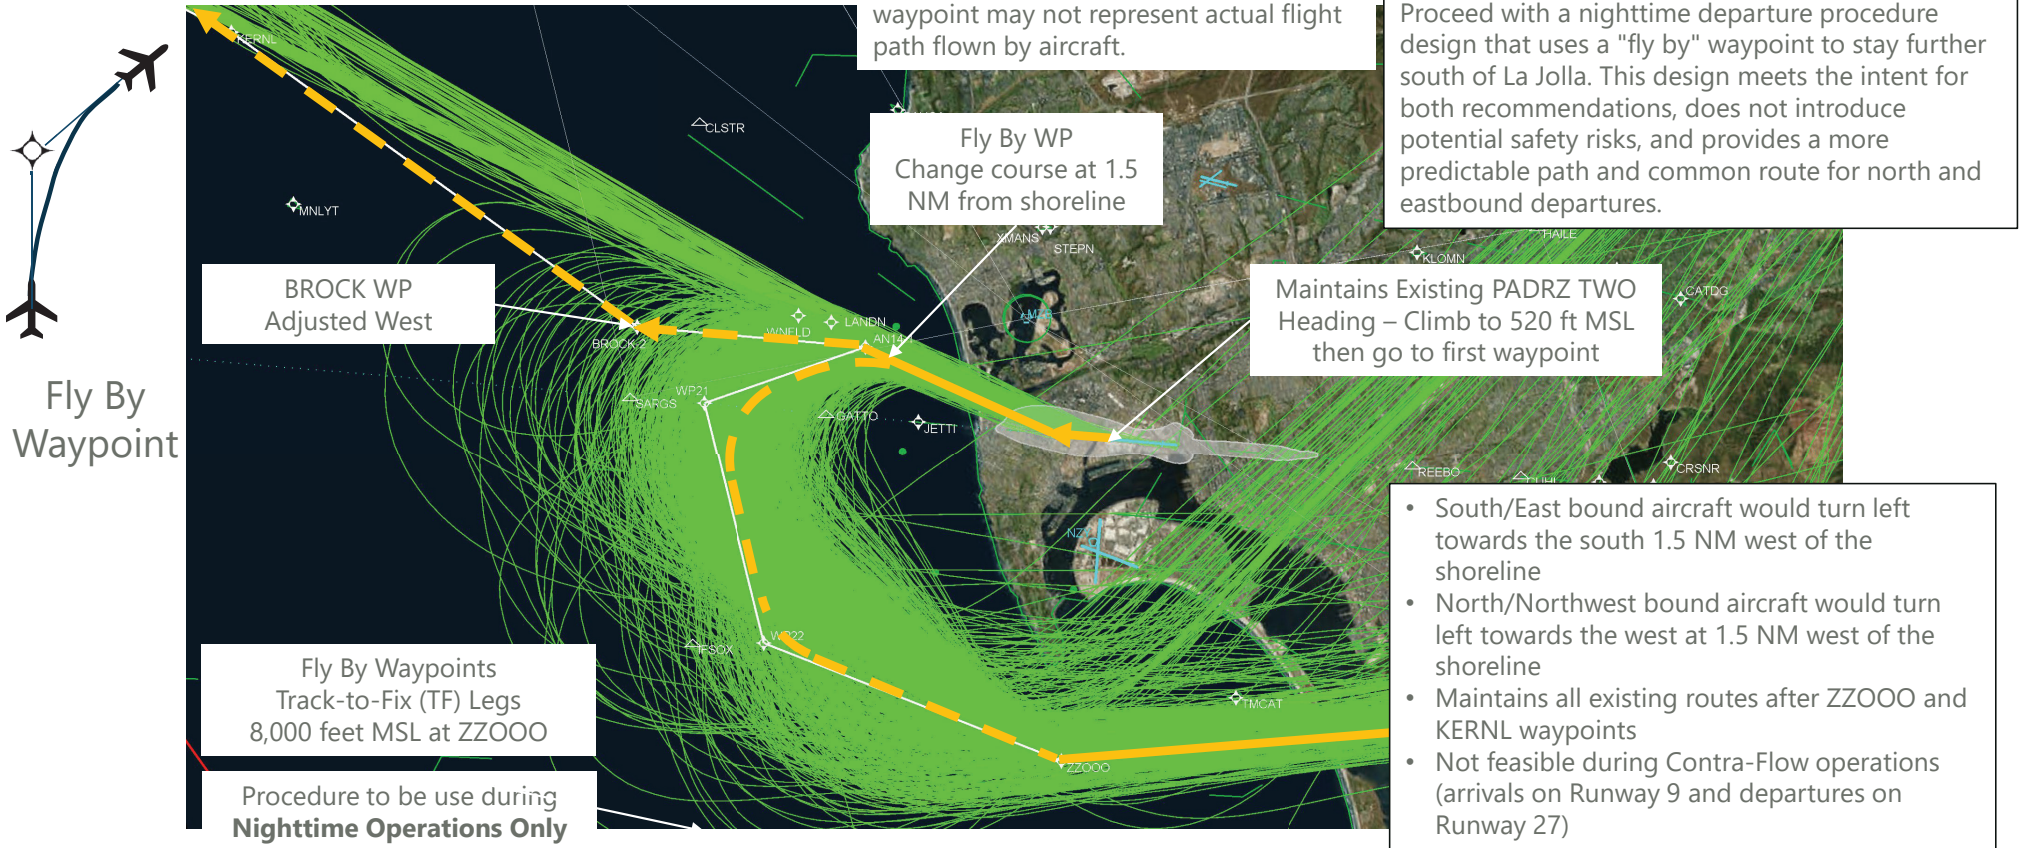 waypoint may not represent actual flight
path flown by aircraft.
Proceed with a nighttime departure procedure
design that uses a "fly by" waypoint to stay further
south of La Jolla. This design meets the intent for
both recommendations, does not introduce
potential safety risks, and provides a more
predictable path and common route for north and
eastbound departures.
KERNL
CLSTR
Fly By WP
Change course at 1.5
NM from shoreline
MNLYT
XMANS
STEPN
HAILE
KLOMN
CATDG
BROCK WP
Adjusted West
Maintains Existing PADRZ TWO
Heading – Climb to 520 ft MSL
then go to first waypoint
WNFLD
LANDN
BROCK 2
Fly By
Waypoint
WP21
SARGS
GATTO
JETTI
REEBO
CRSNR
• South/East bound aircraft would turn left
towards the south 1.5 NM west of the
shoreline
• North/Northwest bound aircraft would turn
left towards the west at 1.5 NM west of the
shoreline
• Maintains all existing routes after ZZOOO and
KERNL waypoints
• Not feasible during Contra-Flow operations
(arrivals on Runway 9 and departures on
Runway 27)
WP22
Fly By Waypoints
Track-to-Fix (TF) Legs
8,000 feet MSL at ZZOOO
TMCAT
ZZOOO
Procedure to be use during
Nighttime Operations Only